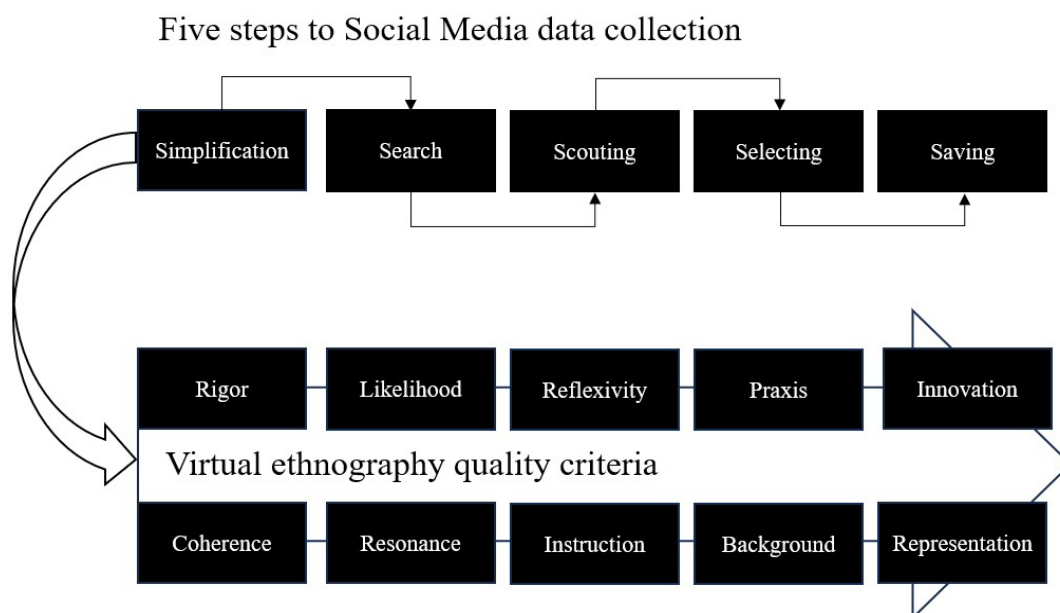 Five steps to Social Media data collection
Simplification
Search
Scouting
Selecting
Saving
Rigor
Likelihood
Reflexivity
Praxis
Innovation
Virtual ethnography quality criteria
Coherence
Resonance
Instruction
Background
Representation